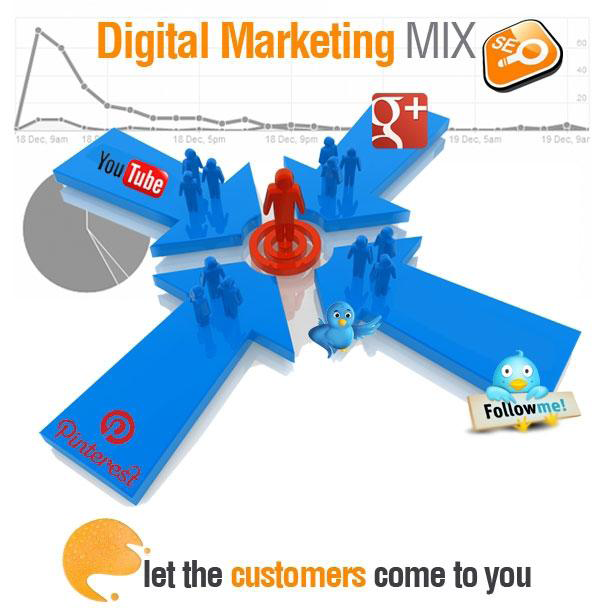 Digital Marketing MIX
SEO
60
40
20
18 Dec, 9am
18 Dec, 5pm
18 Dec, 9pm
19 Dec, 5am
19 Dec, 9am
g+
YouTube
Followme!
Pinterest
let the customers come to you